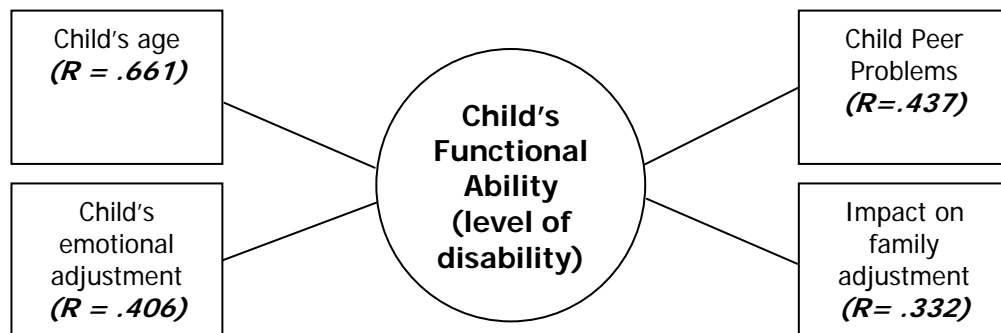 Child's age
(R = .661)
Child's
emotional
adjustment
(R = .406)
Child's
Functional
Ability
(level of
disability)
Child Peer
Problems
(R=.437)
Impact on
family
adjustment
(R= .332)